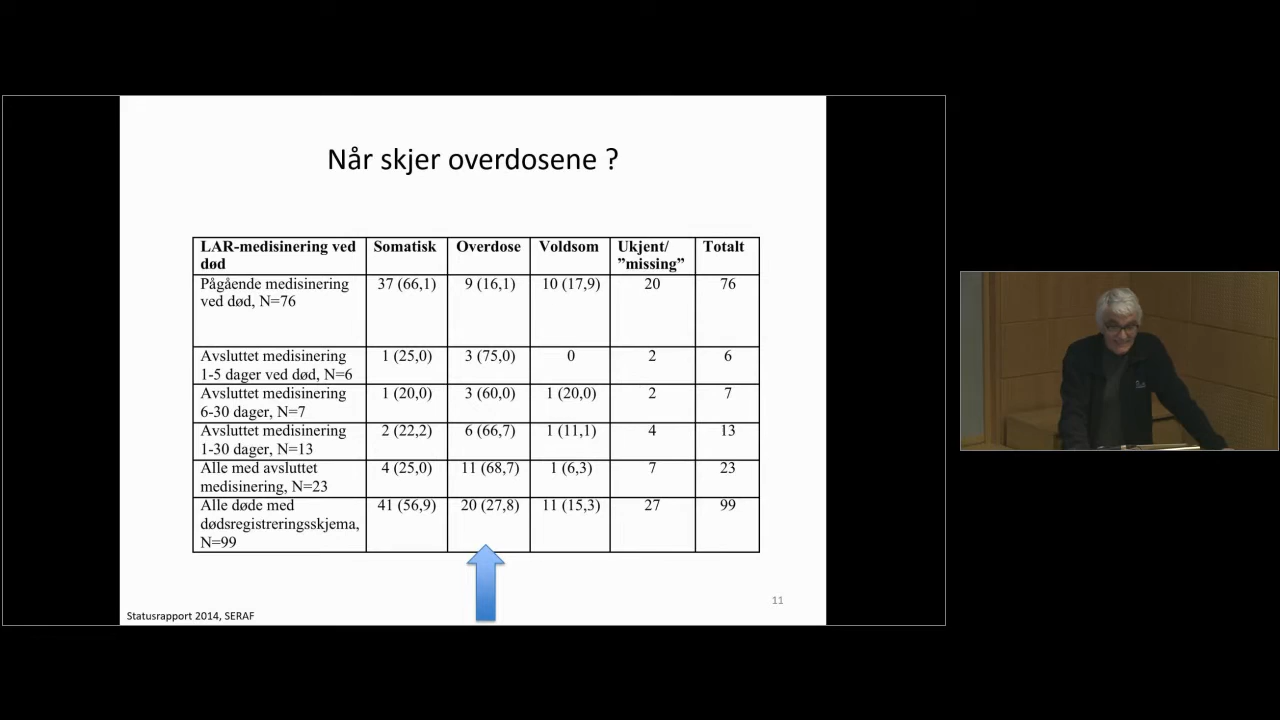 Når skjer overdosene ?
LAR-medisinering ved død Somatisk Overdose Voldsom Ukjent/ ”missing” Totalt
Pågående medisinering ved død, N=76 37 (66,1) 9 (16,1) 10 (17,9) 20 76
Avsluttet medisinering 1-5 dager ved død, N=6 1 (25,0) 3 (75,0) 0 2 6
Avsluttet medisinering 6-30 dager, N=7 1 (20,0) 3 (60,0) 1 (20,0) 2 7
Avsluttet medisinering 1-30 dager, N=13 2 (22,2) 6 (66,7) 1 (11,1) 4 13
Alle med avsluttet medisinering, N=23 4 (25,0) 11 (68,7) 1 (6,3) 7 23
Alle døde med dødsregistreringsskjema, N=99 41 (56,9) 20 (27,8) 11 (15,3) 27 99
11
Statusrapport 2014, SERAF